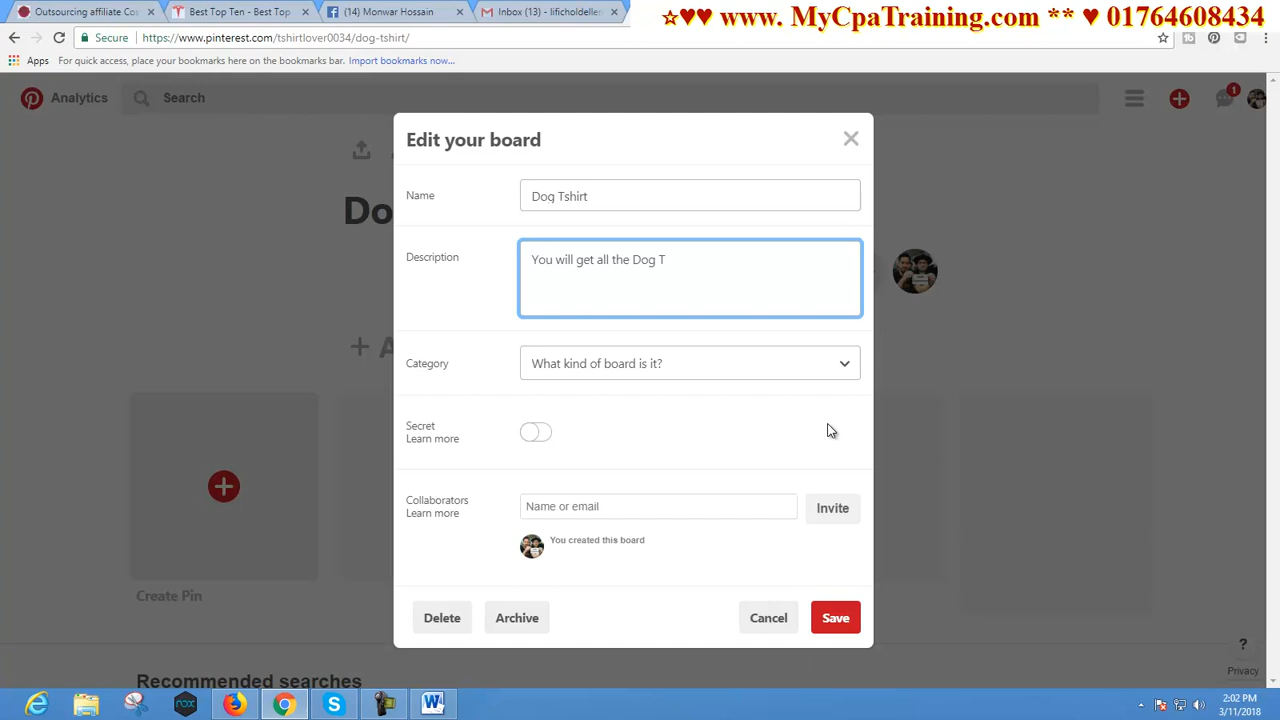 Outsourcing affiliate Cos
Best Top Ten - Best Top
(14) Monwar Hossain
Inbox (13) - lificholdeller
☆♥♥ www. MyCpaTraining.com ** ♥ 01764608434
Secure https://www.pinterest.com/tshirtlover0034/dog-tshirt/
Apps For quick access, place your bookmarks here on the bookmarks bar. Import bookmarks now...
Analytics Search
1
Edit your board
Do
Name Dog Tshirt
Description You will get all the Dog T
Category What kind of board is it?
Secret
Learn more
Collaborators
Learn more
Name or email Invite
You created this board
Create Pin
Delete Archive Cancel Save
Recommended searches
?
Privacy
2:02 PM
3/11/2018